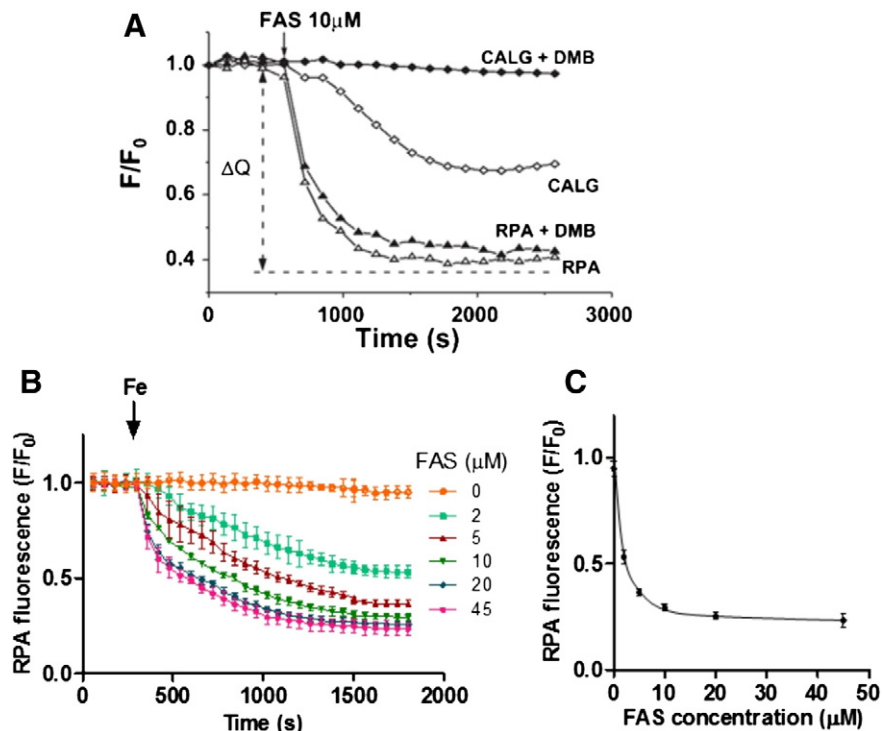 A
FAS 10μM
CALG + DMB
CALG
RPA + DMB
RPA
ΔQ
F/F0
1.0
0.8
0.6
0.4
0
1000
2000
3000
Time (s)
B
Fe
RPA fluorescence (F/F0)
1.0
0.5
0.0
0
500
1000
1500
2000
Time (s)
FAS (μM)
0
2
5
10
20
45
C
RPA fluorescence (F/F0)
1.0
0.5
0.0
0
10
20
30
40
50
FAS concentration (μM)